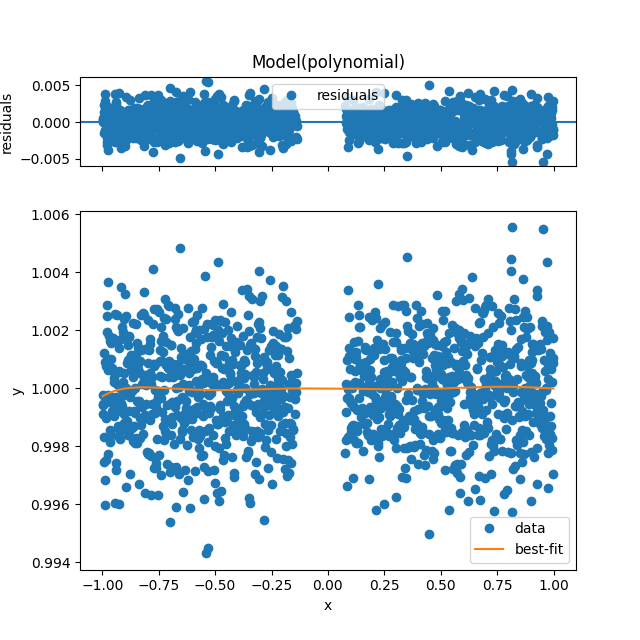 Model(polynomial)
residuals
0.005
0.000
−0.005
residuals
1.006
1.004
1.002
1.000
0.998
0.996
0.994
y
data
best-fit
−1.00 −0.75 −0.50 −0.25 0.00 0.25 0.50 0.75 1.00
x